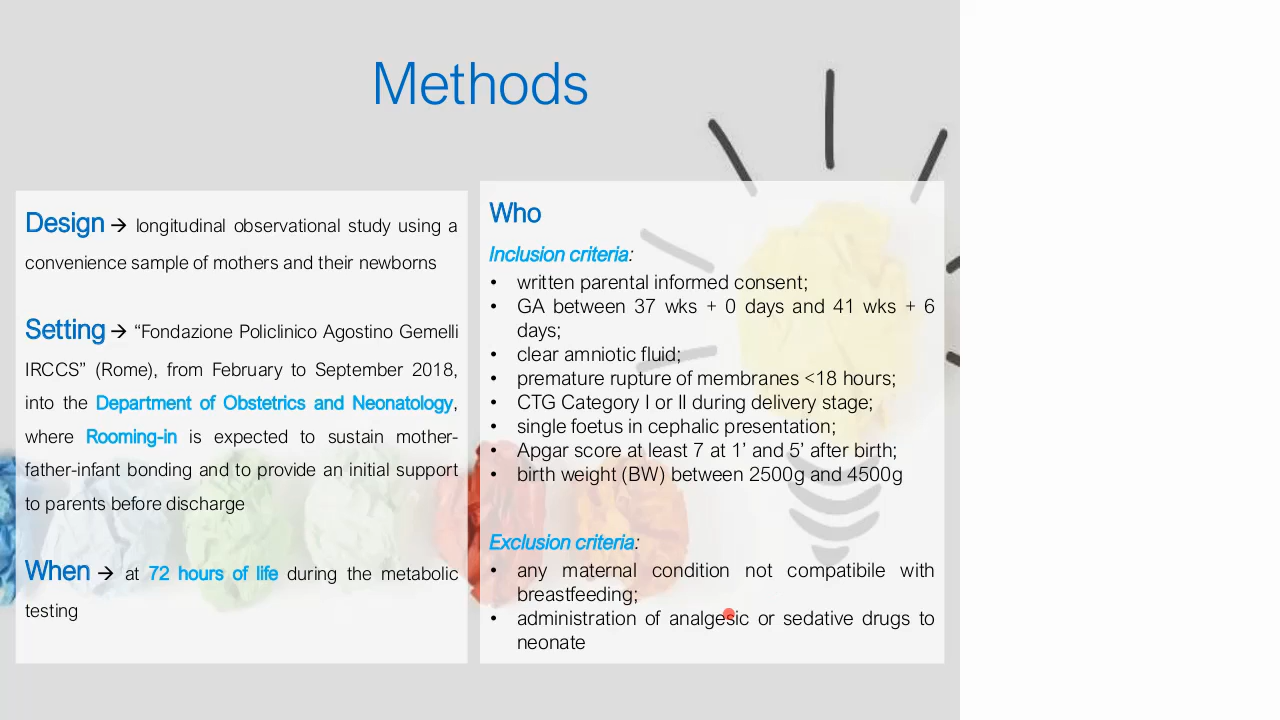 Methods
Design → longitudinal observational study using a
convenience sample of mothers and their newborns
Setting → “Fondazione Policlinico Agostino Gemelli
IRCCS” (Rome), from February to September 2018,
into the Department of Obstetrics and Neonatology,
where Rooming-in is expected to sustain mother-
father-infant bonding and to provide an initial support
to parents before discharge
When → at 72 hours of life during the metabolic
testing
Who
Inclusion criteria:
• written parental informed consent;
• GA between 37 wks + 0 days and 41 wks + 6
days;
• clear amniotic fluid;
• premature rupture of membranes <18 hours;
• CTG Category I or II during delivery stage;
• single foetus in cephalic presentation;
• Apgar score at least 7 at 1’ and 5’ after birth;
• birth weight (BW) between 2500g and 4500g
Exclusion criteria:
• any maternal condition not compatibile with
breastfeeding;
• administration of analgesic or sedative drugs to
neonate